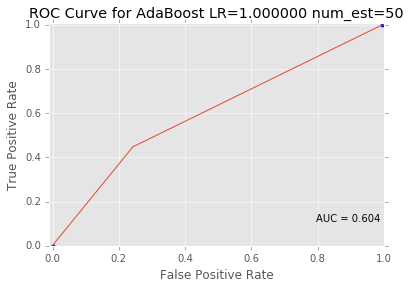 ROC Curve for AdaBoost LR=1.000000 num_est=50
1.0
0.8
0.6
0.4
0.2
0.0
True Positive Rate
AUC = 0.604
0.0 0.2 0.4 0.6 0.8 1.0
False Positive Rate